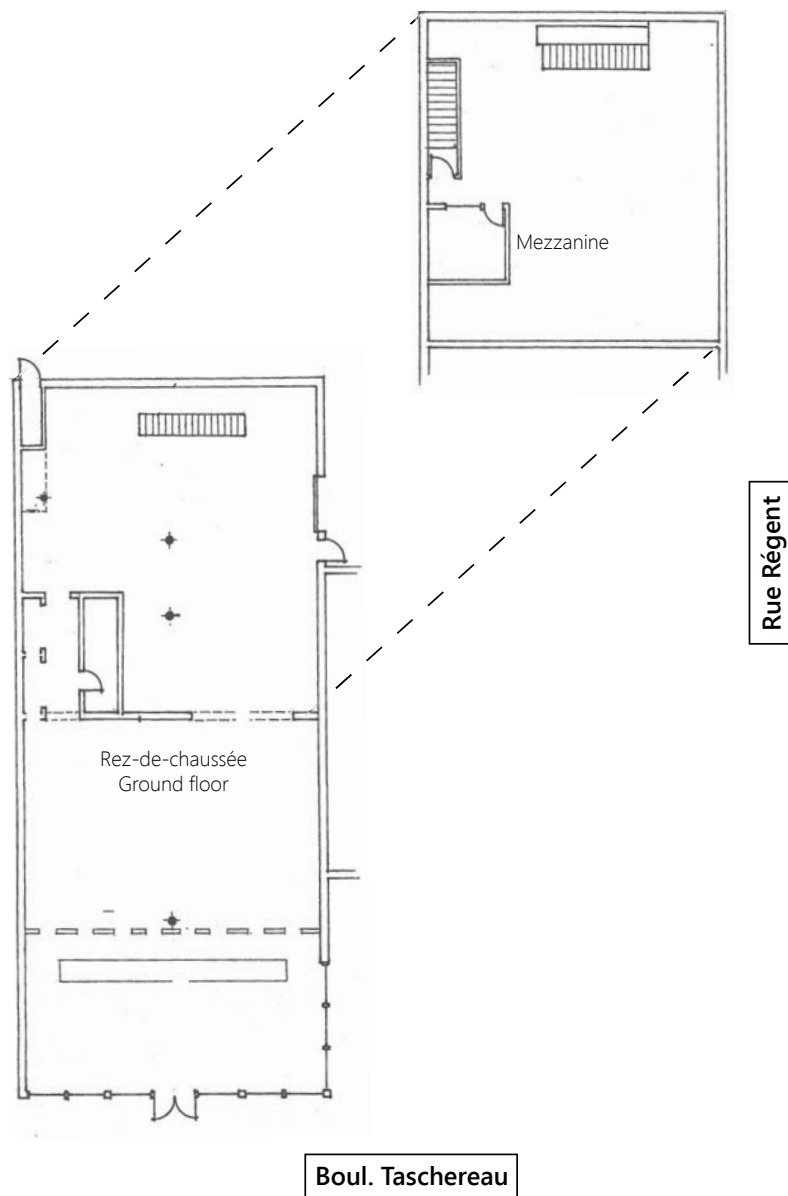 Mezzanine
Rue Régent
Rez-de-chaussée
Ground floor
Boul. Taschereau